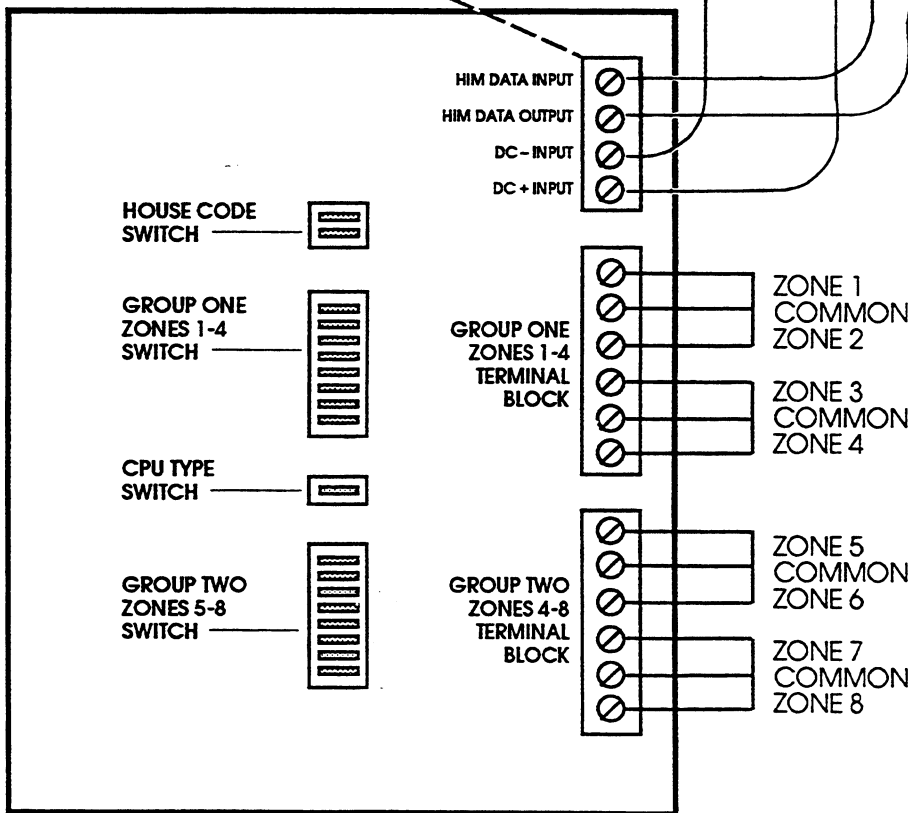 HIM DATA INPUT
HIM DATA OUTPUT
DC – INPUT
DC + INPUT
HOUSE CODE
SWITCH
GROUP ONE
ZONES 1-4
SWITCH
CPU TYPE
SWITCH
GROUP TWO
ZONES 5-8
SWITCH
GROUP ONE
ZONES 1-4
TERMINAL
BLOCK
GROUP TWO
ZONES 4-8
TERMINAL
BLOCK
ZONE 1
COMMON
ZONE 2
ZONE 3
COMMON
ZONE 4
ZONE 5
COMMON
ZONE 6
ZONE 7
COMMON
ZONE 8